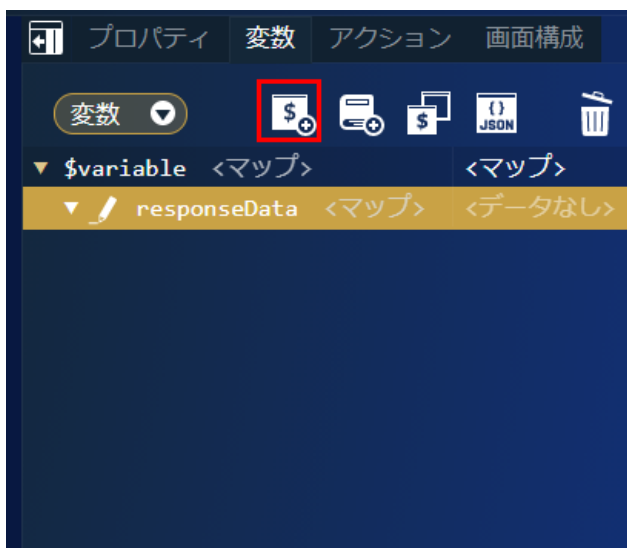 プロパティ 変数 アクション 画面構成
変数 $ $ {} JSON
$variable <マップ> <マップ>
responseData <マップ> <データなし>